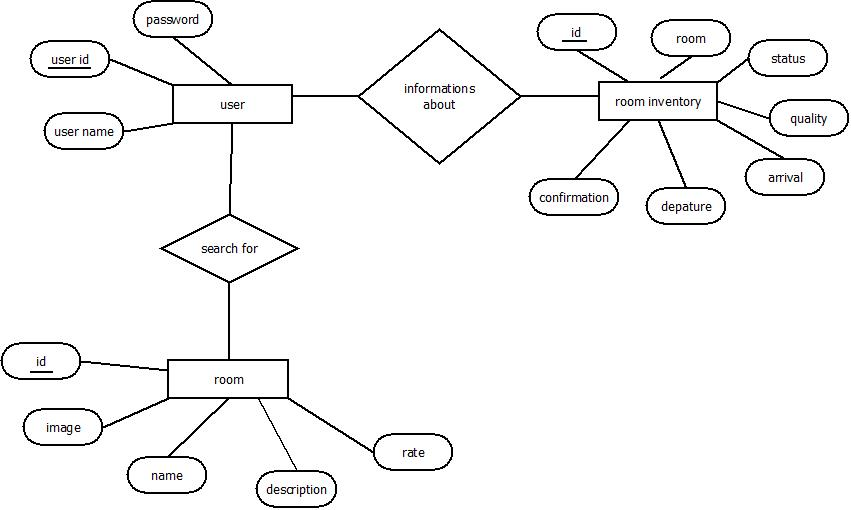 password
user id
user name
user
informations
about
id
room
status
room inventory
quality
arrival
confirmation
depature
search for
id
room
image
name
description
rate